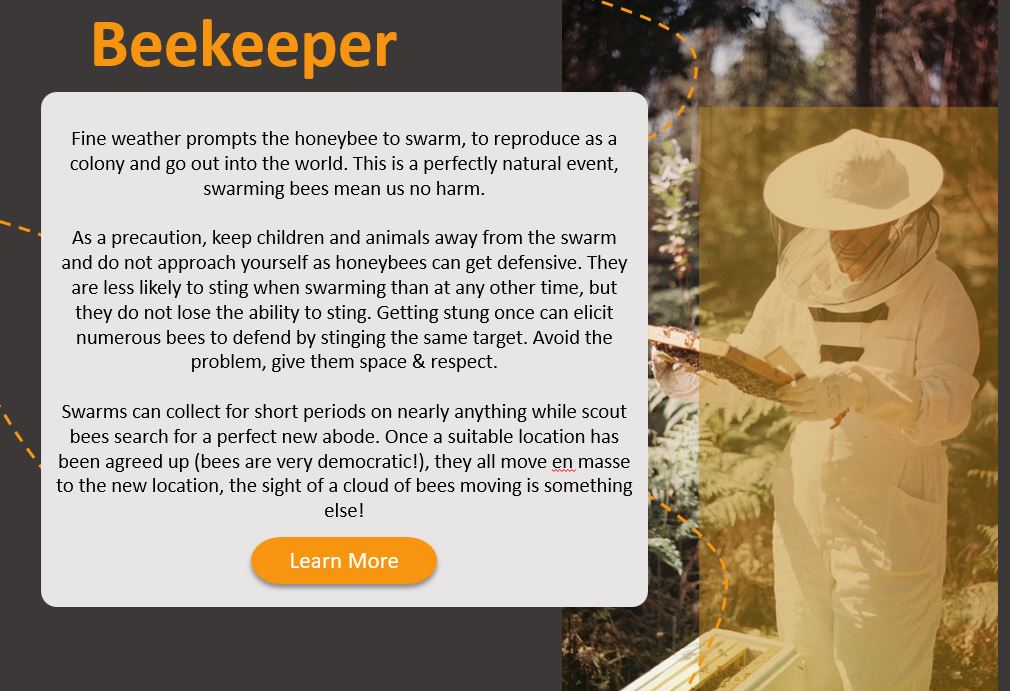 Beekeeper
Fine weather prompts the honeybee to swarm, to reproduce as a
colony and go out into the world. This is a perfectly natural event,
swarming bees mean us no harm.
As a precaution, keep children and animals away from the swarm
and do not approach yourself as honeybees can get defensive. They
are less likely to sting when swarming than at any other time, but
they do not lose the ability to sting. Getting stung once can elicit
numerous bees to defend by stinging the same target. Avoid the
problem, give them space & respect.
Swarms can collect for short periods on nearly anything while scout
bees search for a perfect new abode. Once a suitable location has
been agreed up (bees are very democratic!), they all move en masse
to the new location, the sight of a cloud of bees moving is something
else!
Learn More